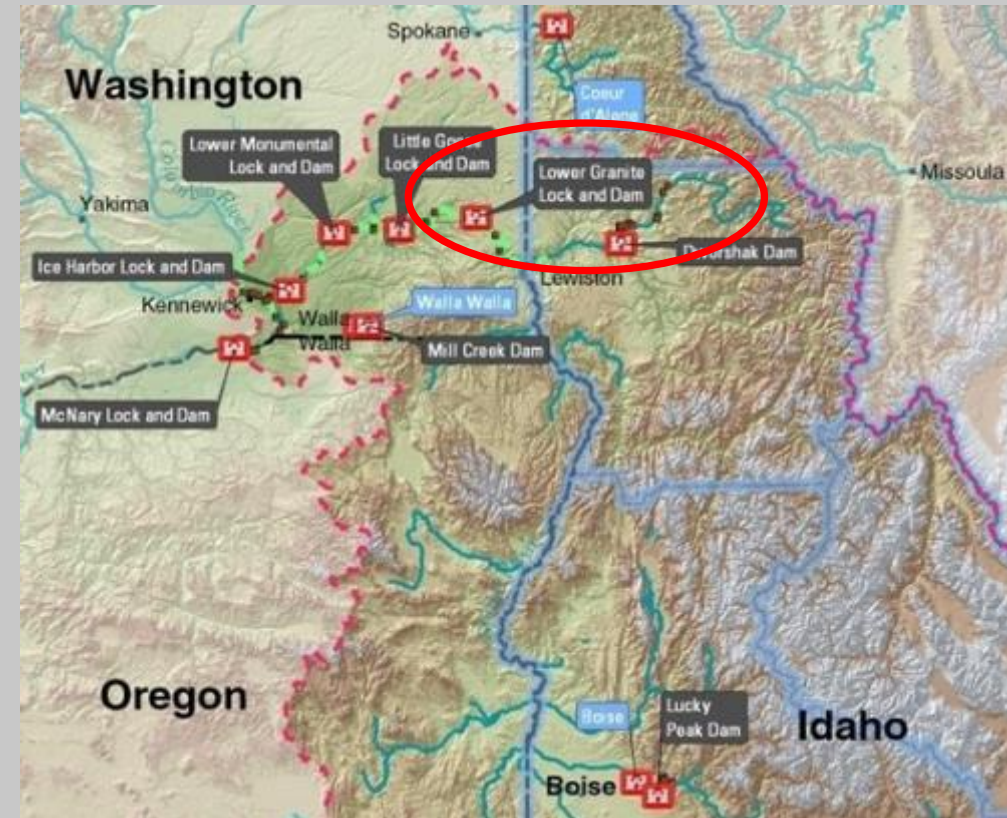 Spokane
Washington
Coeur
d'Alene
Lower Monumental
Lock and Dam
Little Goose
Lock and Dam
Lower Granite
Lock and Dam
Missoula
Yakima
Columbia River
Ice Harbor Lock and Dam
Dworshak Dam
Lewiston
Kennewick
Walla Walla
Walla
Walla
Mill Creek Dam
McNary Lock and Dam
Oregon
Boise
Lucky
Peak Dam
Idaho
Boise